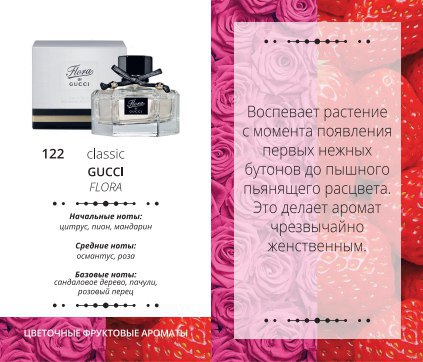 Flora
BY
GUCCI
Flora
BY
GUCCI
122 classic
GUCCI
FLORA
Начальные ноты:
цитрус, пион, мандарин
Средние ноты:
османтус, роза
Базовые ноты:
сандаловое дерево, пачули,
розовый перец
ЦВЕТОЧНЫЕ ФРУКТОВЫЕ АРОМАТЫ
Воспевает растение
с момента появления
первых нежных
бутонов до пышного
пьянящего расцвета.
Это делает аромат
чрезвычайно
женственным.